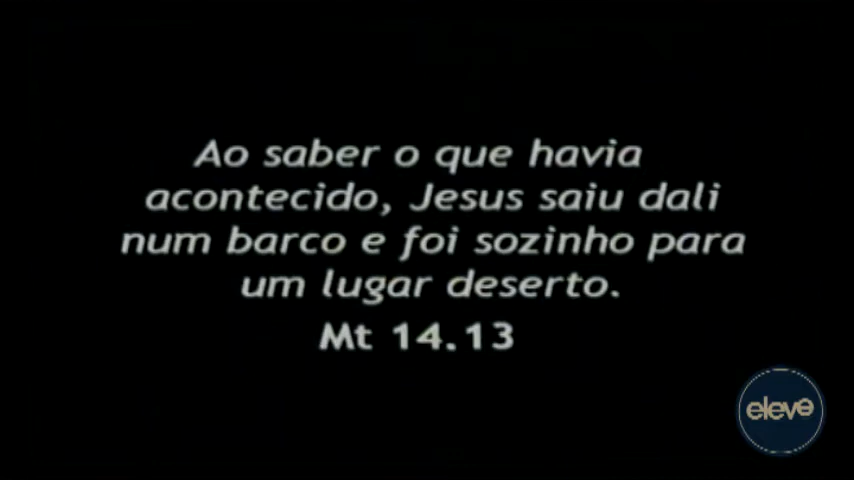 Ao saber o que havia
acontecido, Jesus saiu dali
num barco e foi sozinho para
um lugar deserto.
Mt 14.13
eleve